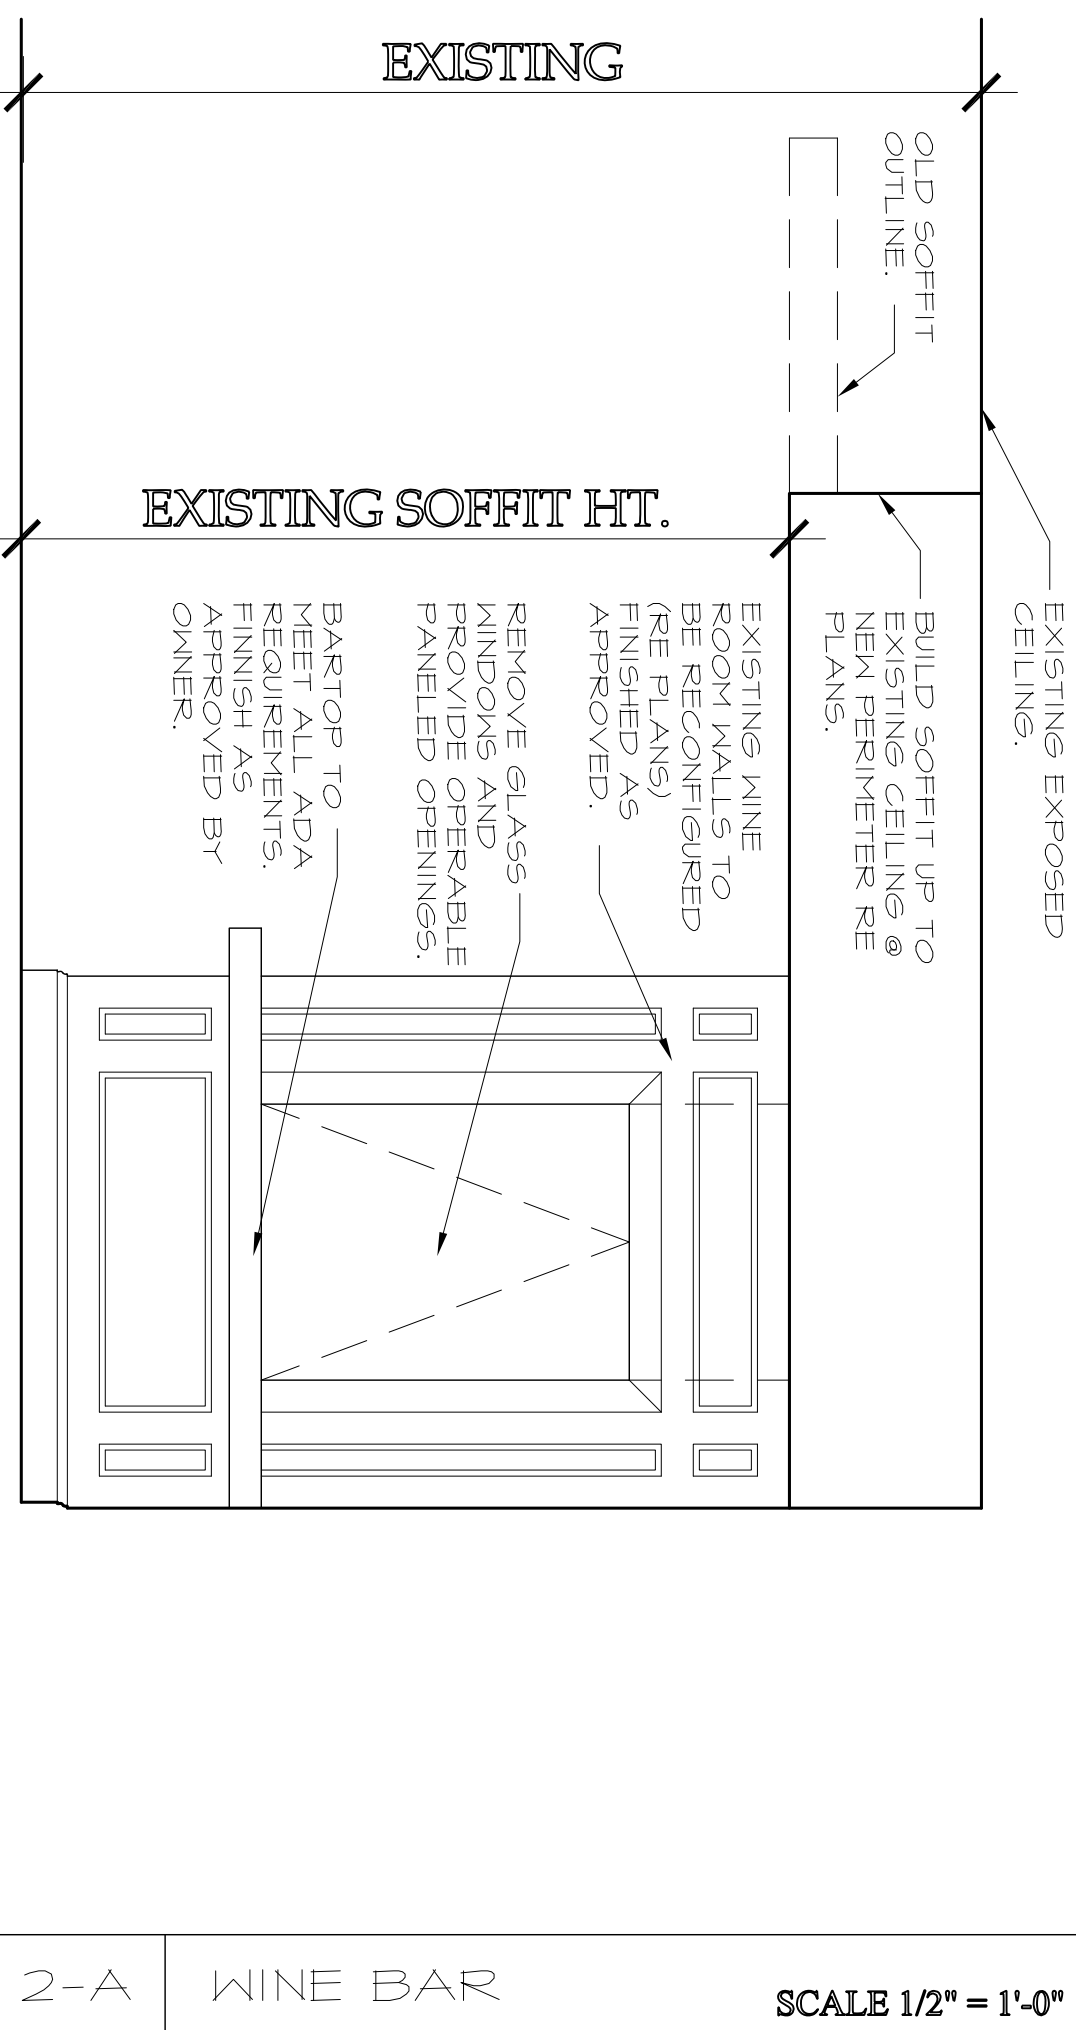 EXISTING
OLD SOFFIT
OUTLINE.
EXISTING EXPOSED
CEILING.
EXISTING SOFFIT HT.
BUILD SOFFIT UP TO
EXISTING CEILING @
NEW PERIMETER RE
PLANS.
EXISTING WINE
ROOM WALLS TO
BE RECONFIGURED
(RE PLANS)
FINISHED AS
APPROVED.
REMOVE GLASS
WINDOWS AND
PROVIDE OPERABLE
PANELED OPENINGS.
BARTOP TO
MEET ALL ADA
REQUIREMENTS.
FINNISH AS
APPROVED BY
OWNER.
2-A
WINE BAR
SCALE 1/2" = 1'-0"